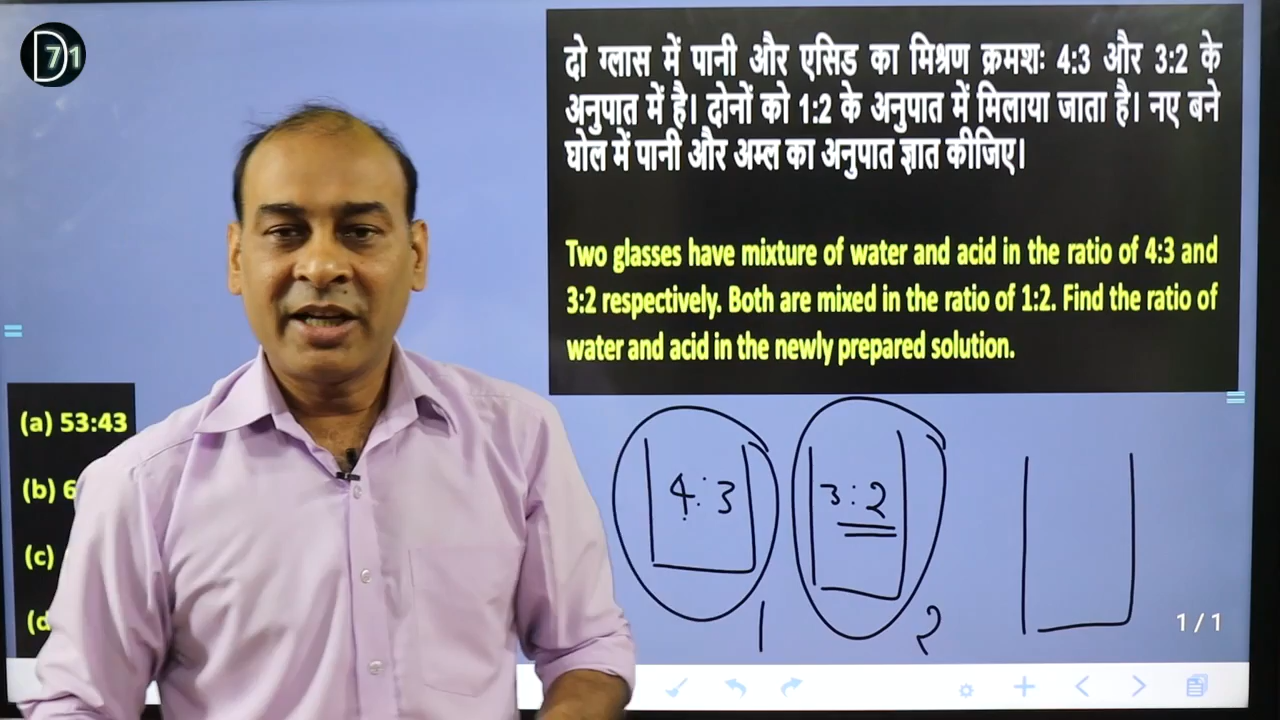 D71
दो ग्लास में पानी और एसिड का मिश्रण क्रमशः 4:3 और 3:2 के
अनुपात में है। दोनों को 1:2 के अनुपात में मिलाया जाता है। नए बने
घोल में पानी और अम्ल का अनुपात ज्ञात कीजिए।
Two glasses have mixture of water and acid in the ratio of 4:3 and
3:2 respectively. Both are mixed in the ratio of 1:2. Find the ratio of
water and acid in the newly prepared solution.
(a) 53:43
(b) 6
(c)
(d
4:3
3:2
1
2
1/1